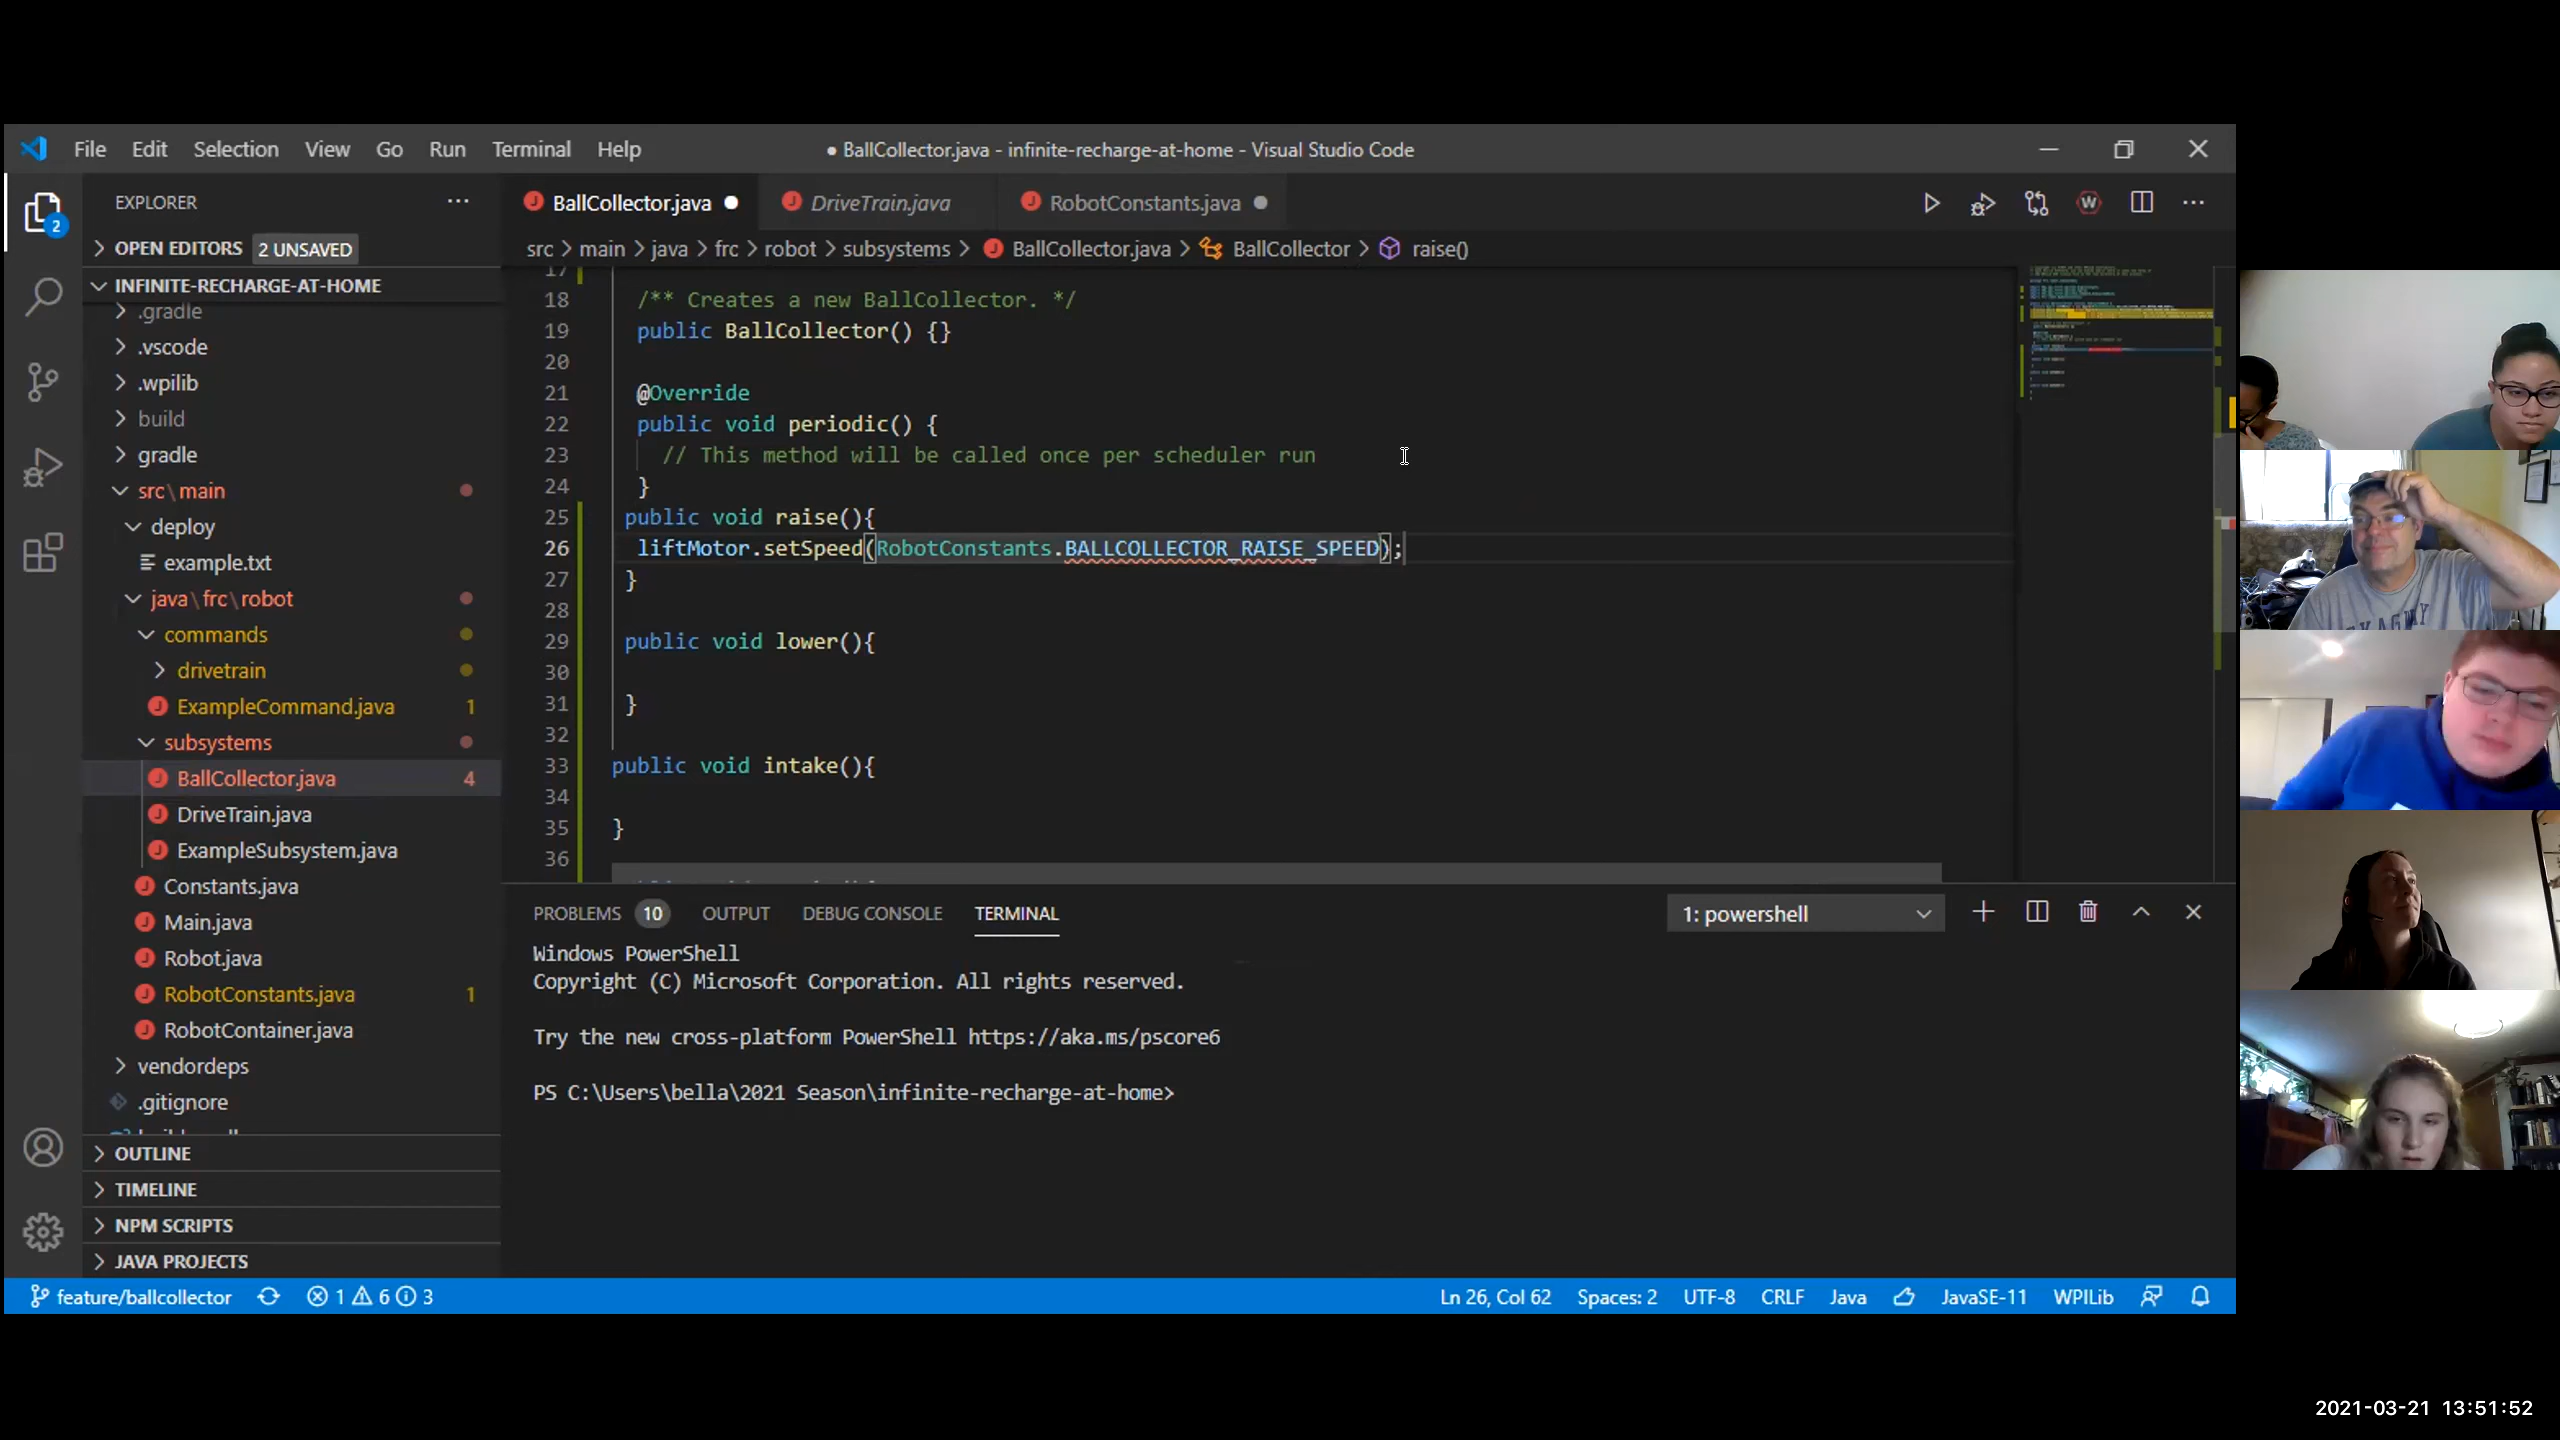 File Edit Selection View Go Run Terminal Help
● BallCollector.java - infinite-recharge-at-home - Visual Studio Code
EXPLORER
BallCollector.java DriveTrain.java RobotConstants.java
OPEN EDITORS 2 UNSAVED
src > main > java > frc > robot > subsystems > BallCollector.java > BallCollector > raise()
2
INFINITE-RECHARGE-AT-HOME
.gradle
.vscode
.wpilib
build
gradle
src\main
deploy
example.txt
java\frc\robot
commands
drivetrain
ExampleCommand.java 1
subsystems
BallCollector.java 4
DriveTrain.java
ExampleSubsystem.java
Constants.java
Main.java
Robot.java
RobotConstants.java 1
RobotContainer.java
vendordeps
.gitignore
OUTLINE
TIMELINE
NPM SCRIPTS
JAVA PROJECTS
17
18 /** Creates a new BallCollector. */
19 public BallCollector() {}
20
21 @Override
22 public void periodic() {
23 // This method will be called once per scheduler run
24 }
25 public void raise(){
26 liftMotor.setSpeed(RobotConstants.BALLCOLLECTOR_RAISE_SPEED);
27 }
28
29 public void lower(){
30
31 }
32
33 public void intake(){
34
35 }
36
PROBLEMS 10 OUTPUT DEBUG CONSOLE TERMINAL 1: powershell
Windows PowerShell
Copyright (C) Microsoft Corporation. All rights reserved.
Try the new cross-platform PowerShell https://aka.ms/pscore6
PS C:\Users\bella\2021 Season\infinite-recharge-at-home>
feature/ballcollector 1 6 3 Ln 26, Col 62 Spaces: 2 UTF-8 CRLF Java JavaSE-11 WPILib
2021-03-21 13:51:52